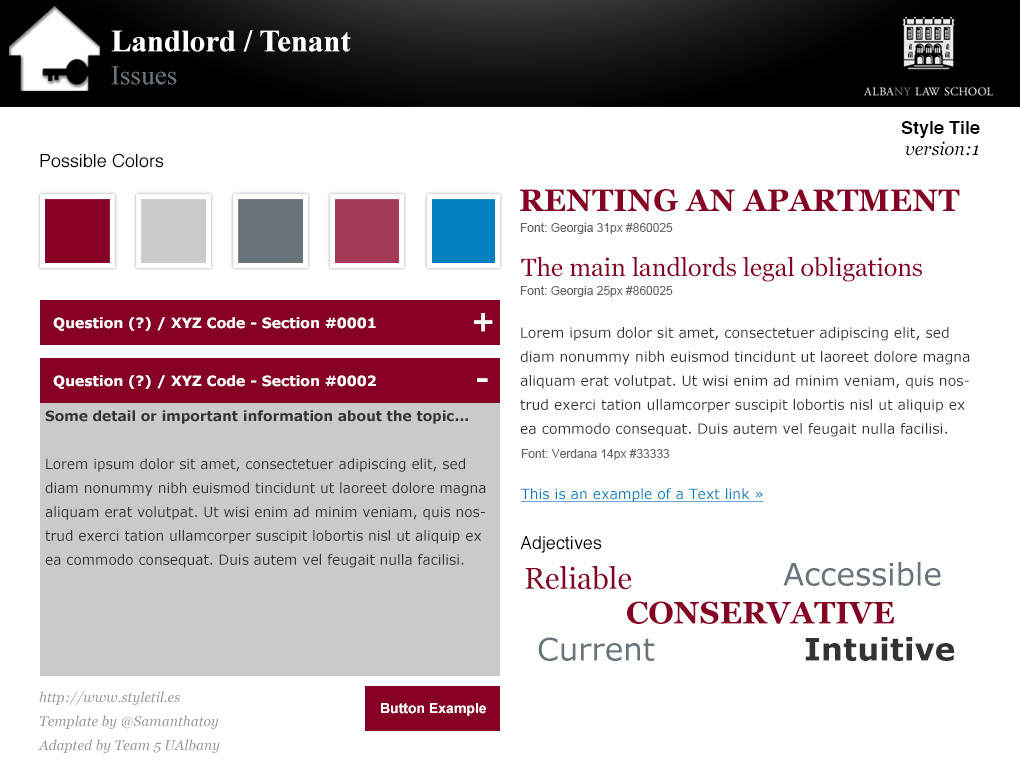 Landlord / Tenant
Issues
ALBANY LAW SCHOOL
Style Tile
version:1
Possible Colors
Question (?) / XYZ Code - Section #0001
+
Question (?) / XYZ Code - Section #0002
-
Some detail or important information about the topic...
Lorem ipsum dolor sit amet, consectetuer adipiscing elit, sed
diam nonummy nibh euismod tincidunt ut laoreet dolore magna
aliquam erat volutpat. Ut wisi enim ad minim veniam, quis nos-
trud exerci tation ullamcorper suscipit lobortis nisl ut aliquip ex
ea commodo consequat. Duis autem vel feugait nulla facilisi.
http://www.styletil.es
Template by @Samanthatoy
Adapted by Team 5 UAlbany
Button Example
RENTING AN APARTMENT
Font: Georgia 31px #860025
The main landlords legal obligations
Font: Georgia 25px #860025
Lorem ipsum dolor sit amet, consectetuer adipiscing elit, sed
diam nonummy nibh euismod tincidunt ut laoreet dolore magna
aliquam erat volutpat. Ut wisi enim ad minim veniam, quis nos-
trud exerci tation ullamcorper suscipit lobortis nisl ut aliquip ex
ea commodo consequat. Duis autem vel feugait nulla facilisi.
Font: Verdana 14px #33333
This is an example of a Text link »
Adjectives
Reliable
Accessible
CONSERVATIVE
Current
Intuitive